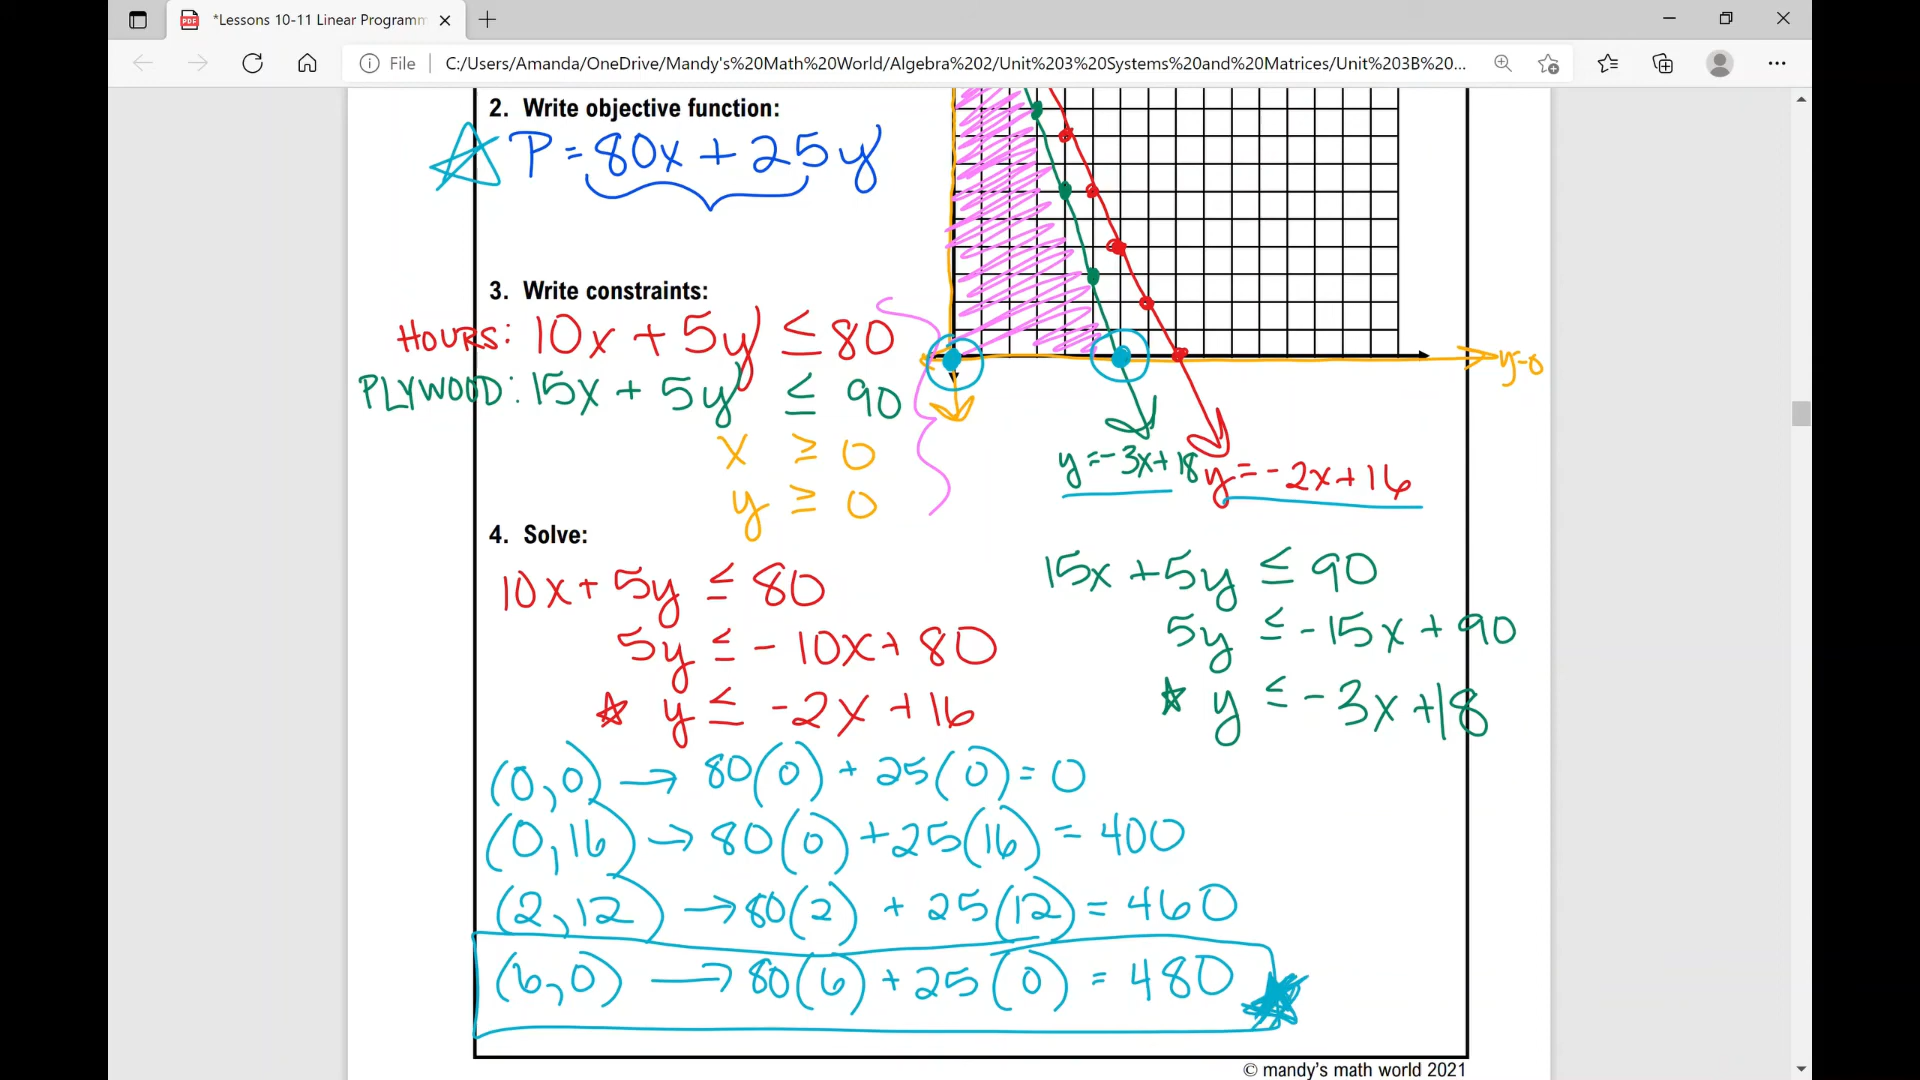 *Lessons 10-11 Linear Programm
File C:/Users/Amanda/OneDrive/Mandy's%20Math%20World/Algebra%202/Unit%203%20Systems%20and%20Matrices/Unit%203B%20...
2. Write objective function:
P = 80x + 25y
3. Write constraints:
HOURS: 10x + 5y ≤ 80
PLYWOOD: 15x + 5y ≤ 90
x ≥ 0
y ≥ 0
y=0
y=-3x+18
y=-2x+16
4. Solve:
10x + 5y ≤ 80
5y ≤ -10x + 80
y ≤ -2x + 16
15x + 5y ≤ 90
5y ≤ -15x + 90
y ≤ -3x + 18
(0,0) → 80(0) + 25(0) = 0
(0,16) → 80(0) + 25(16) = 400
(2,12) → 80(2) + 25(12) = 460
(6,0) → 80(6) + 25(0) = 480
© mandy's math world 2021